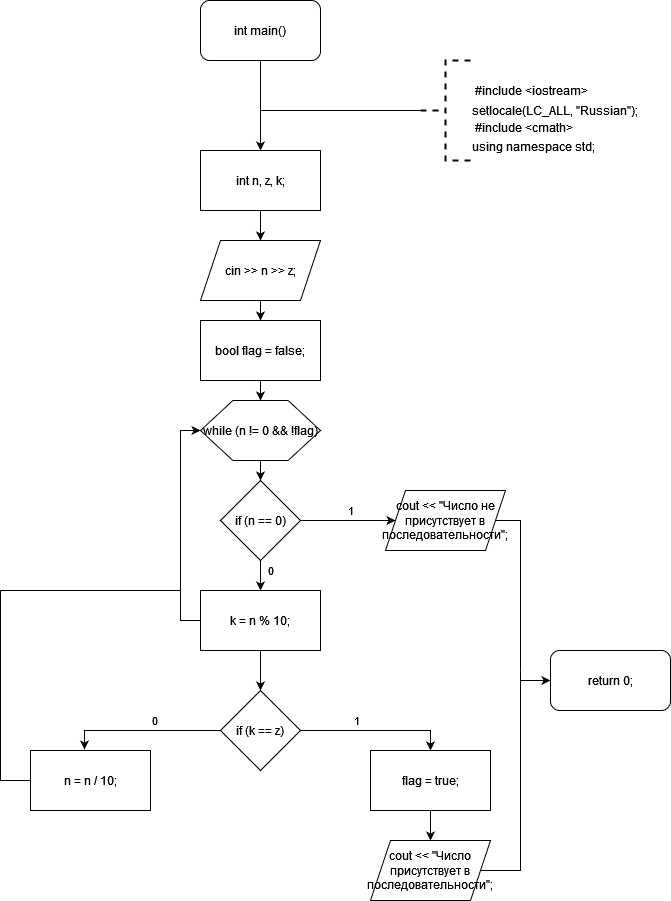 int main()
#include <iostream>
setlocale(LC_ALL, "Russian");
#include <cmath>
using namespace std;
int n, z, k;
cin >> n >> z;
bool flag = false;
while (n != 0 && !flag)
if (n == 0)
1
cout << "Число не
присутствует в
последовательности";
0
k = n % 10;
return 0;
if (k == z)
0
1
n = n / 10;
flag = true;
cout << "Число
присутствует в
последовательности";